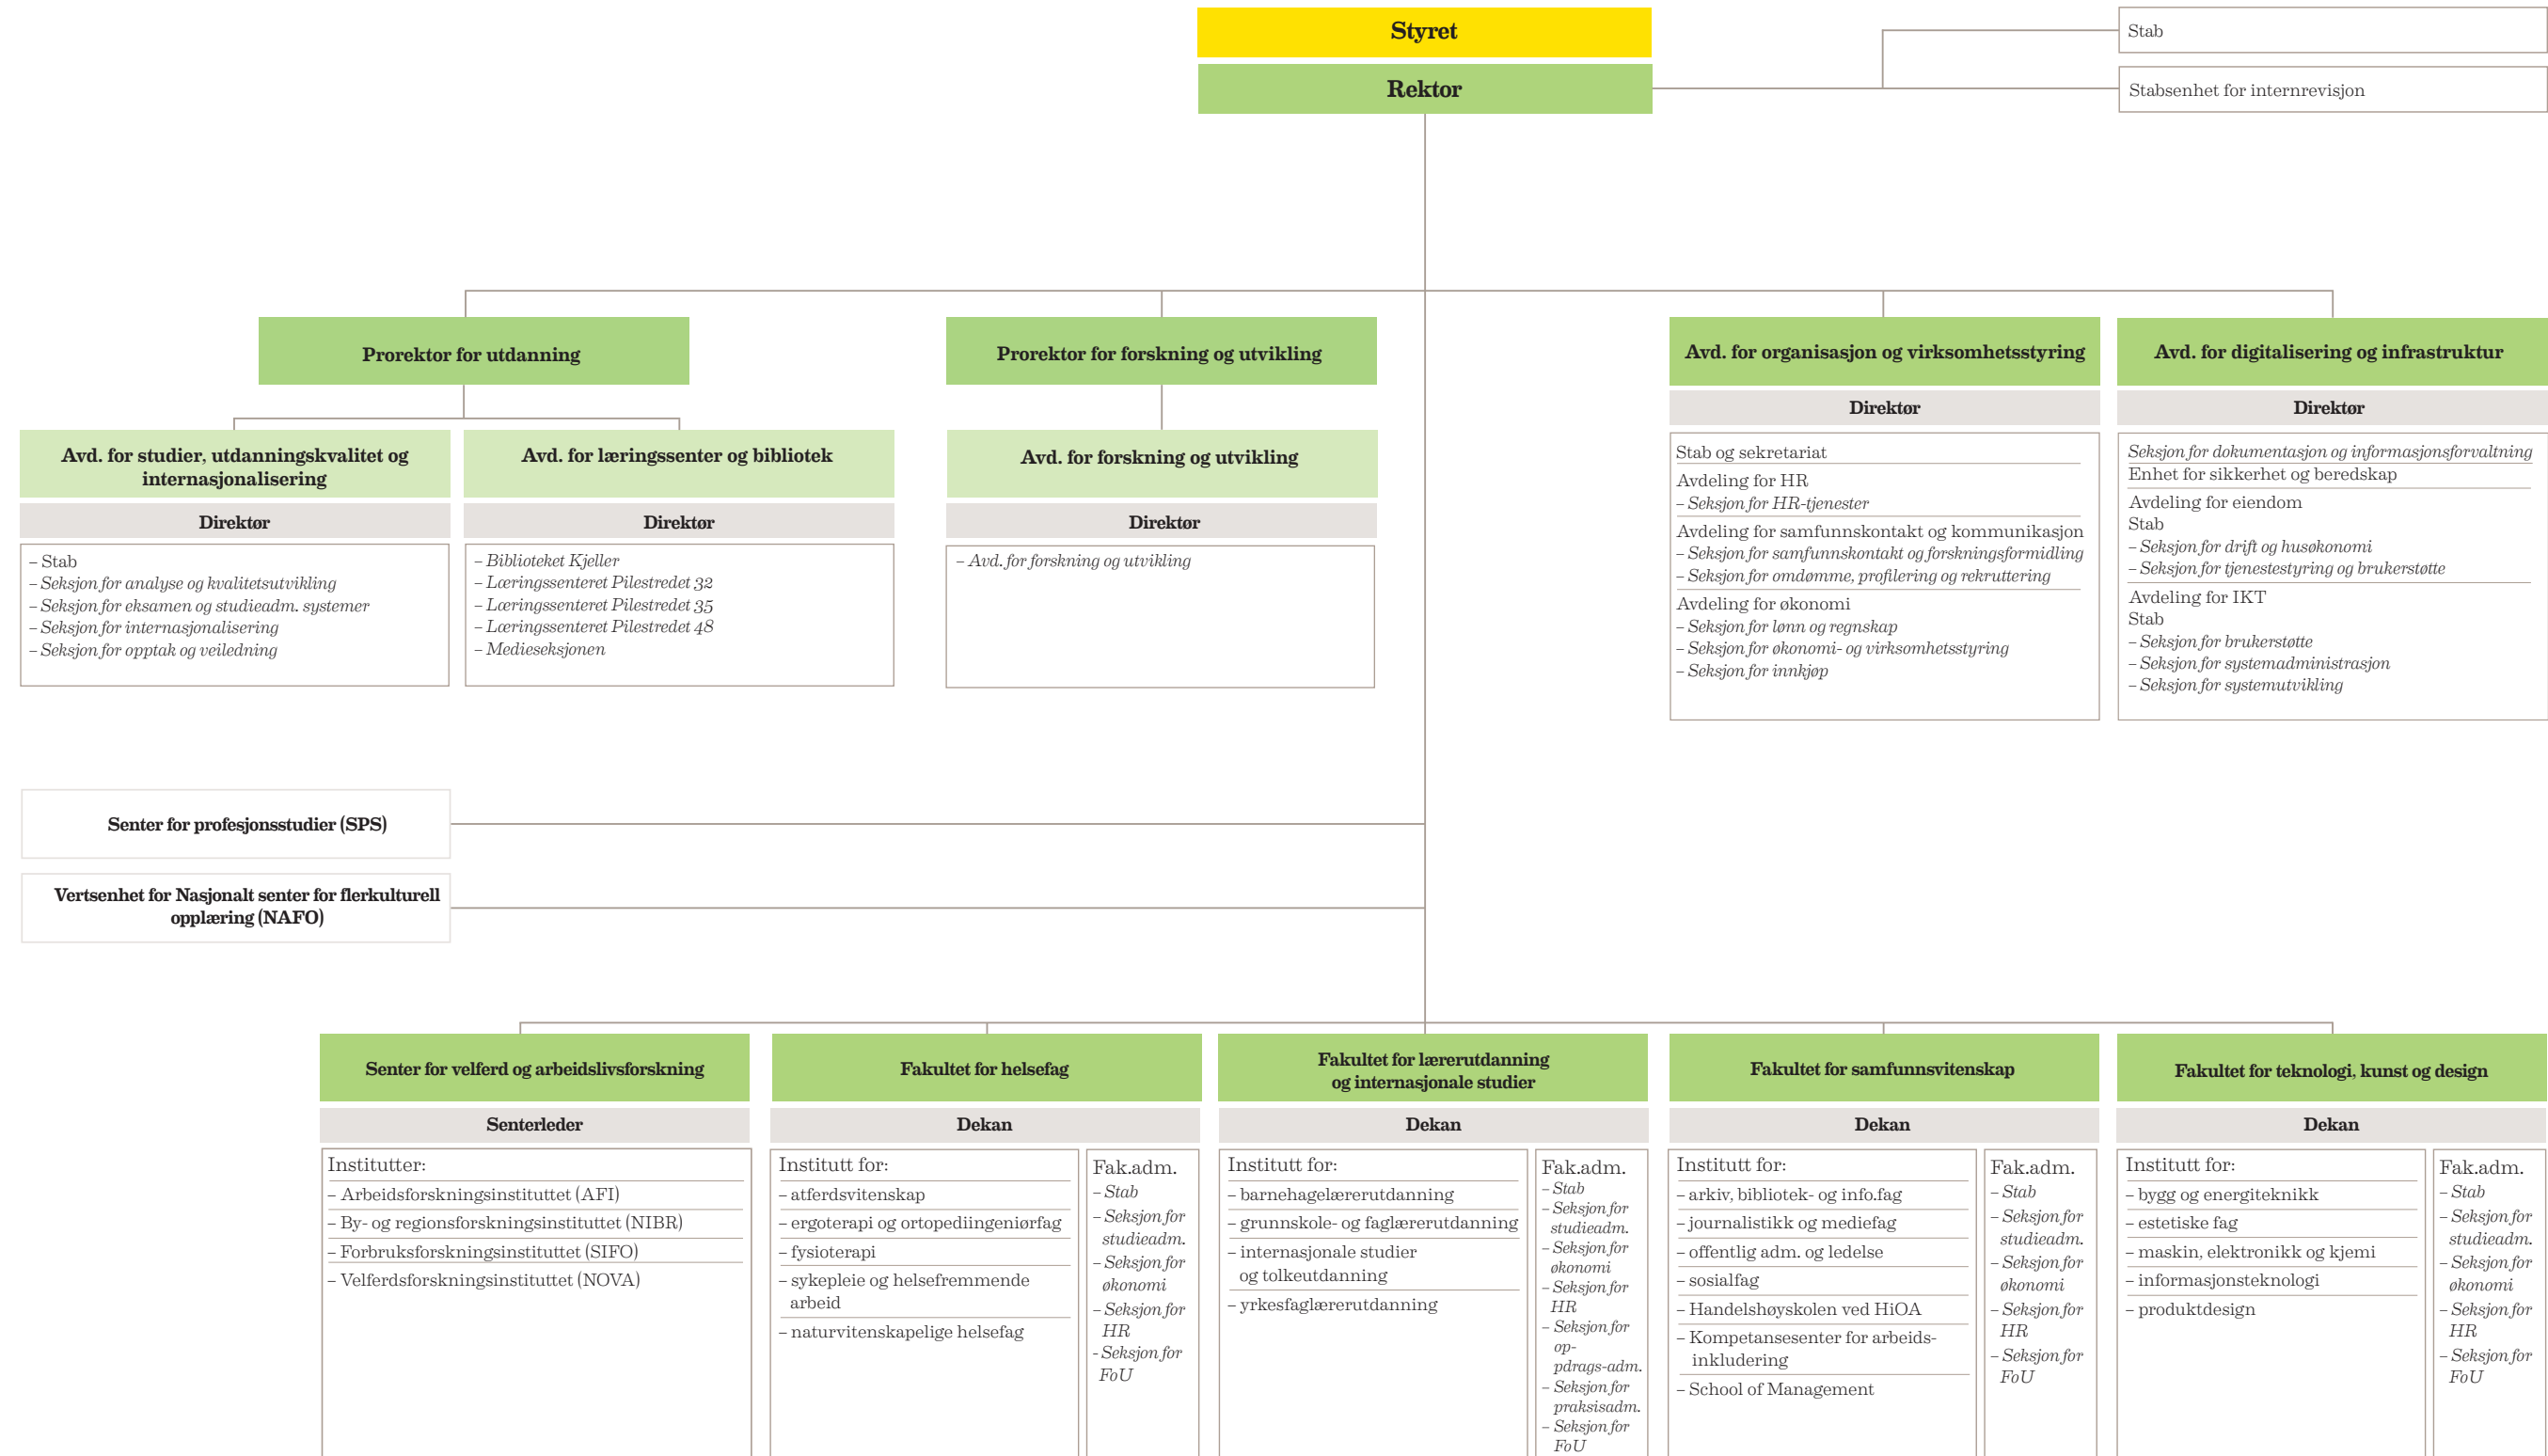 Styret
Rektor
Stab
Stabsenhet for internrevisjon
Prorektor for utdanning
Prorektor for forskning og utvikling
Avd. for organisasjon og virksomhetsstyring
Avd. for digitalisering og infrastruktur
Avd. for studier, utdanningskvalitet og
internasjonalisering
Direktør
– Stab
– Seksjon for analyse og kvalitetsutvikling
– Seksjon for eksamen og studieadm. systemer
– Seksjon for internasjonalisering
– Seksjon for opptak og veiledning
Avd. for læringssenter og bibliotek
Direktør
– Biblioteket Kjeller
– Læringssenteret Pilestredet 32
– Læringssenteret Pilestredet 35
– Læringssenteret Pilestredet 48
– Medieseksjonen
Avd. for forskning og utvikling
Direktør
– Avd. for forskning og utvikling
Direktør
Stab og sekretariat
Avdeling for HR
– Seksjon for HR-tjenester
Avdeling for samfunnskontakt og kommunikasjon
– Seksjon for samfunnskontakt og forskningsformidling
– Seksjon for omdømme, profilering og rekruttering
Avdeling for økonomi
– Seksjon for lønn og regnskap
– Seksjon for økonomi- og virksomhetsstyring
– Seksjon for innkjøp
Direktør
Seksjon for dokumentasjon og informasjonsforvaltning
Enhet for sikkerhet og beredskap
Avdeling for eiendom
Stab
– Seksjon for drift og husøkonomi
– Seksjon for tjenestestyring og brukerstøtte
Avdeling for IKT
Stab
– Seksjon for brukerstøtte
– Seksjon for systemadministrasjon
– Seksjon for systemutvikling
Senter for profesjonsstudier (SPS)
Vertsenhet for Nasjonalt senter for flerkulturell
opplæring (NAFO)
Senter for velferd og arbeidslivsforskning
Senterleder
Institutter:
– Arbeidsforskningsinstituttet (AFI)
– By- og regionsforskningsinstituttet (NIBR)
– Forbruksforskningsinstituttet (SIFO)
– Velferdsforskningsinstituttet (NOVA)
Fakultet for helsefag
Dekan
Institutt for:
– atferdsvitenskap
– ergoterapi og ortopediingeniørfag
– fysioterapi
– sykepleie og helsefremmende
arbeid
– naturvitenskapelige helsefag
Fak.adm.
– Stab
– Seksjon for
studieadm.
– Seksjon for
økonomi
– Seksjon for
HR
- Seksjon for
FoU
Fakultet for lærerutdanning
og internasjonale studier
Dekan
Institutt for:
– barnehagelærerutdanning
– grunnskole- og faglærerutdanning
– internasjonale studier
og tolkeutdanning
– yrkesfaglærerutdanning
Fak.adm.
– Stab
– Seksjon for
studieadm.
– Seksjon for
økonomi
– Seksjon for
HR
– Seksjon for
op-
pdrags-adm.
– Seksjon for
praksisadm.
– Seksjon for
FoU
Fakultet for samfunnsvitenskap
Dekan
Institutt for:
– arkiv, bibliotek- og info.fag
– journalistikk og mediefag
– offentlig adm. og ledelse
– sosialfag
– Handelshøyskolen ved HiOA
– Kompetansesenter for arbeids-
inkludering
– School of Management
Fak.adm.
– Stab
– Seksjon for
studieadm.
– Seksjon for
økonomi
– Seksjon for
HR
– Seksjon for
FoU
Fakultet for teknologi, kunst og design
Dekan
Institutt for:
– bygg og energiteknikk
– estetiske fag
– maskin, elektronikk og kjemi
– informasjonsteknologi
– produktdesign
Fak.adm.
– Stab
– Seksjon for
studieadm.
– Seksjon for
økonomi
– Seksjon for
HR
– Seksjon for
FoU